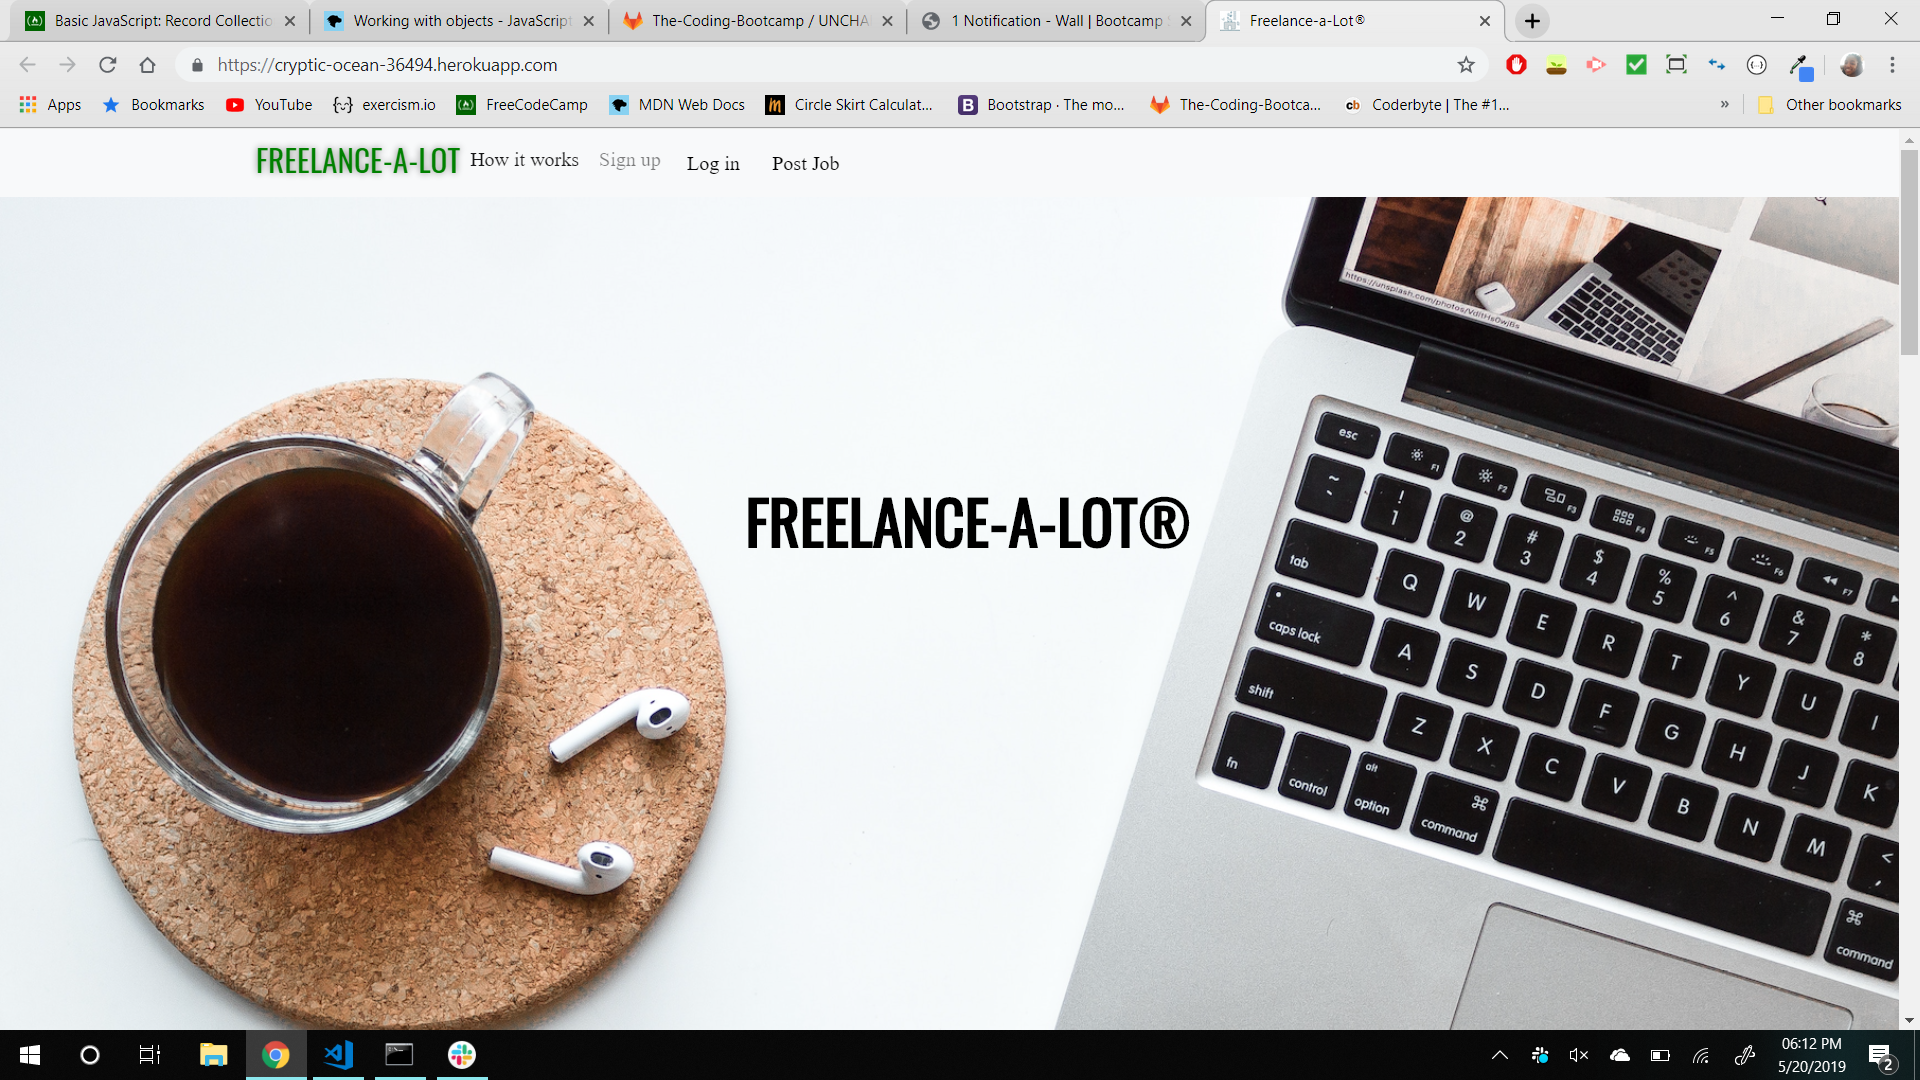 Basic JavaScript: Record Collectio
Working with objects - JavaScript
The-Coding-Bootcamp / UNCHA
1 Notification - Wall | Bootcamp
Freelance-a-Lot®
https://cryptic-ocean-36494.herokuapp.com
Apps
Bookmarks
YouTube
exercism.io
FreeCodeCamp
MDN Web Docs
Circle Skirt Calculat...
Bootstrap · The mo...
The-Coding-Bootca...
Coderbyte | The #1...
»
Other bookmarks
FREELANCE-A-LOT
How it works
Sign up
Log in
Post Job
FREELANCE-A-LOT®
esc
F1
F2
F3
F4
F5
F6
F7
~ `
! 1
@ 2
# 3
$ 4
% 5
^ 6
& 7
* 8
tab
Q W E R T Y U I
caps lock
A S D F G H J K
shift
Z X C V B N M <
,
fn
control
alt
option
⌘
command
⌘
command
06:12 PM
5/20/2019
2